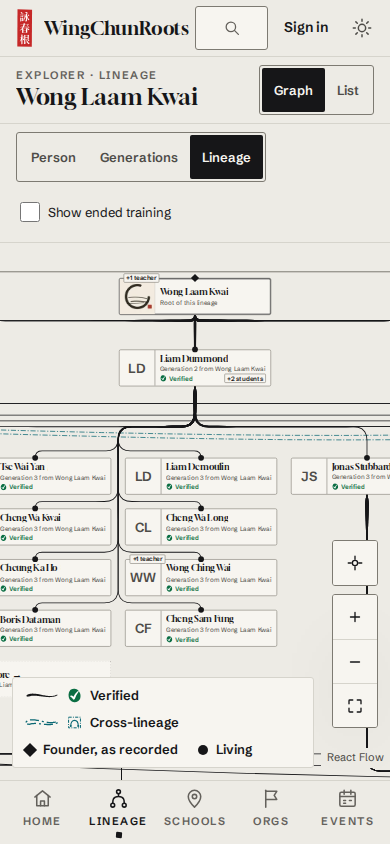 詠春根
WingChunRoots
Sign in
EXPLORER · LINEAGE
Wong Laam Kwai
Graph
List
Person
Generations
Lineage
Show ended training
+1 teacher
Wong Laam Kwai
Root of this lineage
LD
Liam Dummond
Generation 2 from Wong Laam Kwai
Verified
+2 students
Tsc Wai Yan
Generation 3 from Wong Laam Kwai
Verified
LD
Liam Demoulin
Generation 3 from Wong Laam Kwai
Verified
JS
Jonas Stubbard
Generation 3 from Wong Laam Kwai
Verified
Cheng Wa Kwai
Generation 3 from Wong Laam Kwai
Verified
CL
Cheng Wa Long
Generation 3 from Wong Laam Kwai
Verified
Cheung Ka Ho
Generation 3 from Wong Laam Kwai
Verified
+1 teacher
WW
Wong Ching Wai
Generation 3 from Wong Laam Kwai
Verified
Boris Dataman
Generation 3 from Wong Laam Kwai
Verified
CF
Cheng Sam Fung
Generation 3 from Wong Laam Kwai
Verified
Verified
Cross-lineage
Founder, as recorded
Living
React Flow
HOME
LINEAGE
SCHOOLS
ORGS
EVENTS